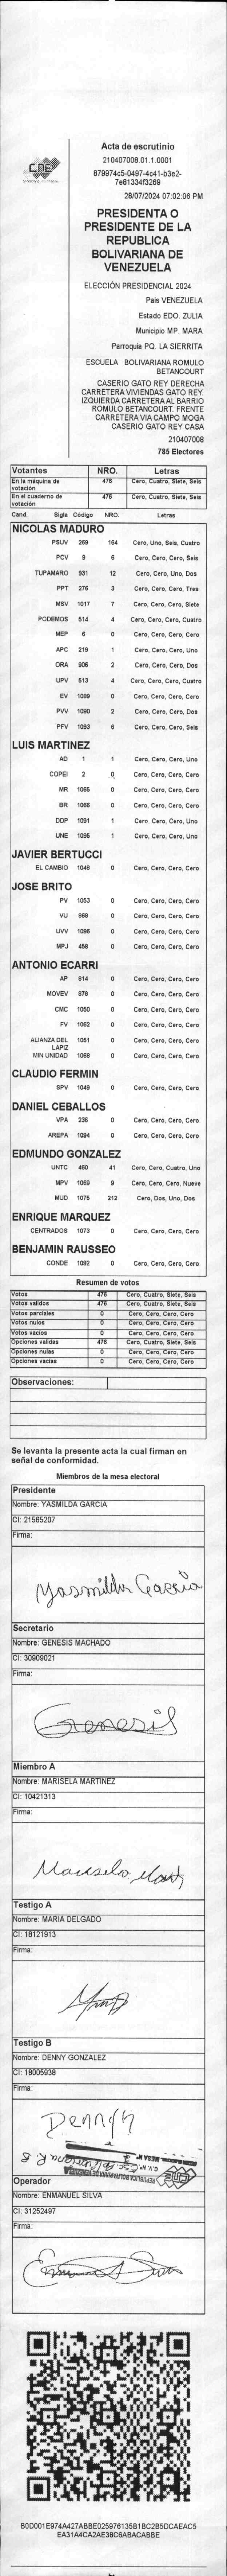 CNE
Acta de escrutinio
210407008.01.1.0001
879974c5-0497-4c41-b3e2-
7e81334f3269
28/07/2024 07:02:06 PM
PRESIDENTA O
PRESIDENTE DE LA
REPUBLICA
BOLIVARIANA DE
VENEZUELA
ELECCIÓN PRESIDENCIAL 2024
País VENEZUELA
Estado EDO. ZULIA
Municipio MP. MARA
Parroquia PQ. LA SIERRITA
ESCUELA BOLIVARIANA ROMULO
BETANCOURT
CASERIO GATO REY DERECHA
CARRETERA VIVIENDAS GATO REY.
IZQUIERDA CARRETERA AL BARRIO
ROMULO BETANCOURT. FRENTE
CARRETERA VIA CAMPO MOGA
CASERIO GATO REY CASA
210407008
785 Electores
Votantes NRO. Letras
En la máquina de votación 476 Cero, Cuatro, Siete, Seis
En el cuaderno de votación 476 Cero, Cuatro, Siete, Seis
Cand. Sigla Código NRO. Letras
NICOLAS MADURO
PSUV 269 164 Cero, Uno, Seis, Cuatro
PCV 9 6 Cero, Cero, Cero, Seis
TUPAMARO 931 12 Cero, Cero, Uno, Dos
PPT 276 3 Cero, Cero, Cero, Tres
MSV 1017 7 Cero, Cero, Cero, Siete
PODEMOS 514 4 Cero, Cero, Cero, Cuatro
MEP 6 0 Cero, Cero, Cero, Cero
APC 219 1 Cero, Cero, Cero, Uno
ORA 906 2 Cero, Cero, Cero, Dos
UPV 513 4 Cero, Cero, Cero, Cuatro
EV 1089 0 Cero, Cero, Cero, Cero
PVV 1090 2 Cero, Cero, Cero, Dos
PFV 1093 6 Cero, Cero, Cero, Seis
LUIS MARTINEZ
AD 1 1 Cero, Cero, Cero, Uno
COPEI 2 0 Cero, Cero, Cero, Cero
MR 1065 0 Cero, Cero, Cero, Cero
BR 1066 0 Cero, Cero, Cero, Cero
DDP 1091 1 Cero, Cero, Cero, Uno
UNE 1095 1 Cero, Cero, Cero, Uno
JAVIER BERTUCCI
EL CAMBIO 1048 0 Cero, Cero, Cero, Cero
JOSE BRITO
PV 1053 0 Cero, Cero, Cero, Cero
VU 869 0 Cero, Cero, Cero, Cero
UVV 1096 0 Cero, Cero, Cero, Cero
MPJ 458 0 Cero, Cero, Cero, Cero
ANTONIO ECARRI
AP 814 0 Cero, Cero, Cero, Cero
MOVEV 878 0 Cero, Cero, Cero, Cero
CMC 1050 0 Cero, Cero, Cero, Cero
FV 1062 0 Cero, Cero, Cero, Cero
ALIANZA DEL LAPIZ 1051 0 Cero, Cero, Cero, Cero
MIN UNIDAD 1068 0 Cero, Cero, Cero, Cero
CLAUDIO FERMIN
SPV 1049 0 Cero, Cero, Cero, Cero
DANIEL CEBALLOS
VPA 236 0 Cero, Cero, Cero, Cero
AREPA 1094 0 Cero, Cero, Cero, Cero
EDMUNDO GONZALEZ
UNTC 460 41 Cero, Cero, Cuatro, Uno
MPV 1069 9 Cero, Cero, Cero, Nueve
MUD 1075 212 Cero, Dos, Uno, Dos
ENRIQUE MARQUEZ
CENTRADOS 1073 0 Cero, Cero, Cero, Cero
BENJAMIN RAUSSEO
CONDE 1092 0 Cero, Cero, Cero, Cero
Resumen de votos
Votos 476 Cero, Cuatro, Siete, Seis
Votos validos 476 Cero, Cuatro, Siete, Seis
Votos parciales 0 Cero, Cero, Cero, Cero
Votos nulos 0 Cero, Cero, Cero, Cero
Votos vacios 0 Cero, Cero, Cero, Cero
Opciones validas 476 Cero, Cuatro, Siete, Seis
Opciones nulas 0 Cero, Cero, Cero, Cero
Opciones vacías 0 Cero, Cero, Cero, Cero
Observaciones:
Se levanta la presente acta la cual firman en
señal de conformidad.
Miembros de la mesa electoral
Presidente
Nombre: YASMILDA GARCIA
CI: 21565207
Firma:
Yasmilda Garcia
Secretario
Nombre: GENESIS MACHADO
CI: 30909021
Firma:
Genesis
Miembro A
Nombre: MARISELA MARTINEZ
CI: 10421313
Firma:
Marisela
Testigo A
Nombre: MARIA DELGADO
CI: 18121913
Firma:
Testigo B
Nombre: DENNY GONZALEZ
CI: 18005938
Firma:
Denny
REPUBLICA BOLIVARIANA DE VENEZUELA
CNE
Operador
Nombre: ENMANUEL SILVA
CI: 31252497
Firma:
B0D001E974A427ABBE025976135B1BC2B5DCAEAC5
EA31A4CA2AE38C6ABACABBE